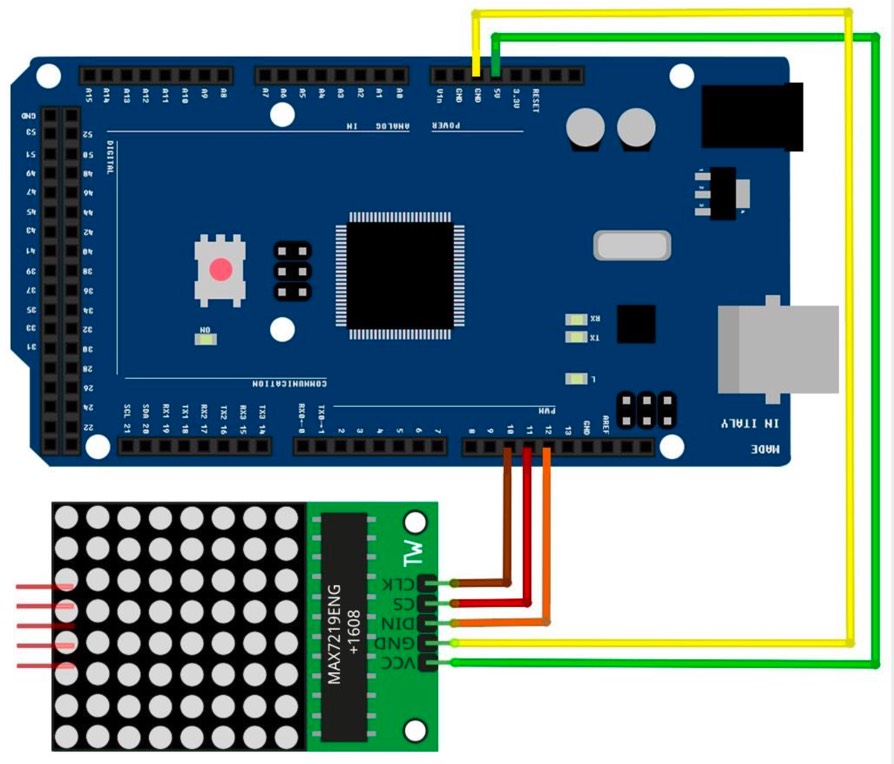 A15 A14 A13 A12 A11 A10 A9 A8
A7 A6 A5 A4 A3 A2 A1 A0
Vin GND GND 5V 3.3V RESET
ANALOG IN
POWER
DIGITAL
GND
53 52
51 50
49 48
47 46
45 44
43 42
41 40
39 38
37 36
35 34
33 32
31 30
28
26
24
22
ON
RX
TX
L
1
2
3
4
COMMUNICATION
PWM
SCL 21
SDA 20
RX1 19
TX1 18
RX2 17
TX2 16
RX3 15
TX3 14
RX0←0
TX0→1
2 3 4 5 6 7
8 9 10 11 12 13 GND AREF
MADE
IN ITALY
TW
MAX7219ENG
+1608
CLK
CS
DIN
GND
VCC